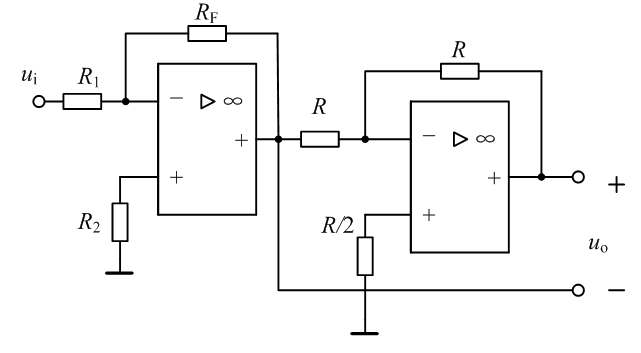 R_F
u_i
R_1
− ▷ ∞
+
+
R_2
R
R
− ▷ ∞
+
+
R/2
+
u_o
−